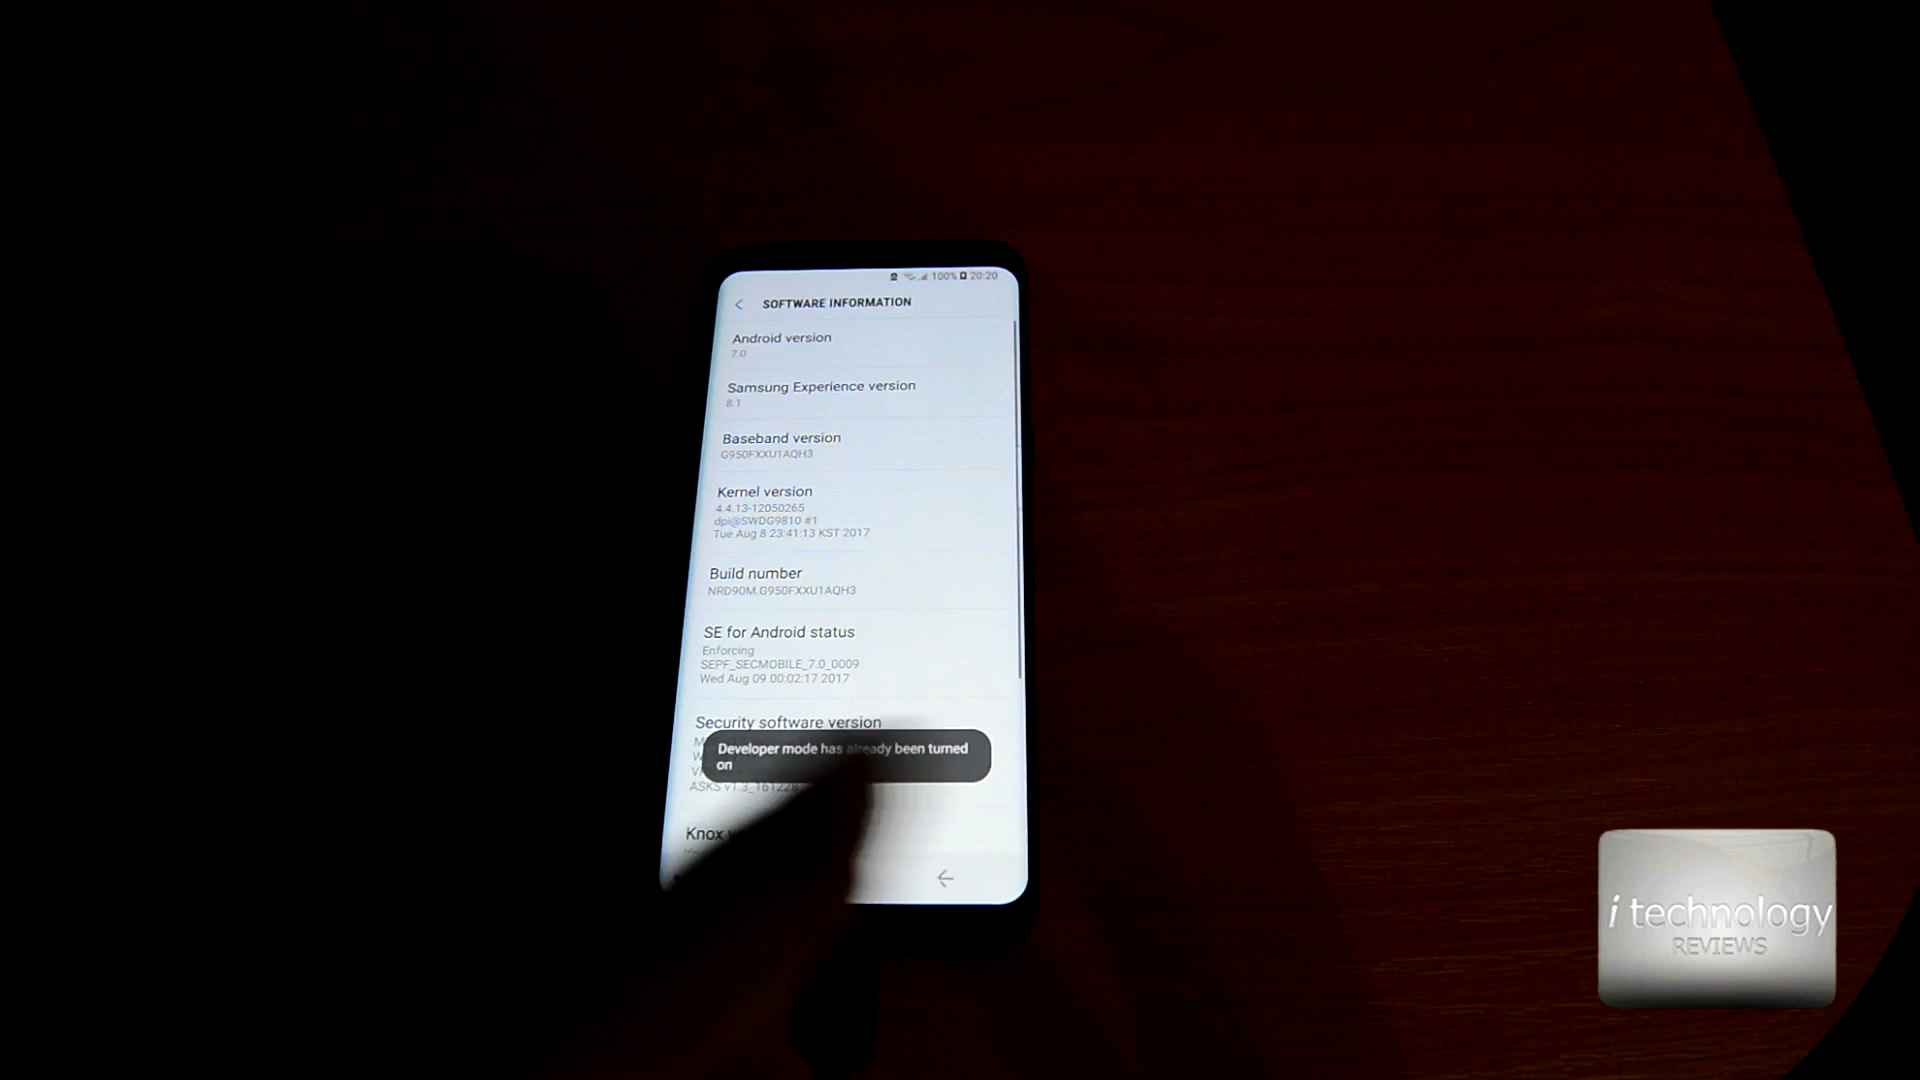 100% 20:20
SOFTWARE INFORMATION
Android version
7.0
Samsung Experience version
8.1
Baseband version
G950FXXU1AQH3
Kernel version
4.4.13-12050265
dpi@SWDG9810 #1
Tue Aug 8 23:41:13 KST 2017
Build number
NRD90M.G950FXXU1AQH3
SE for Android status
Enforcing
SEPF_SECMOBILE_7.0_0009
Wed Aug 09 00:02:17 2017
Security software version
Developer mode has already been turned
on
ASKS v1.3_161228
Knox
i technology
REVIEWS